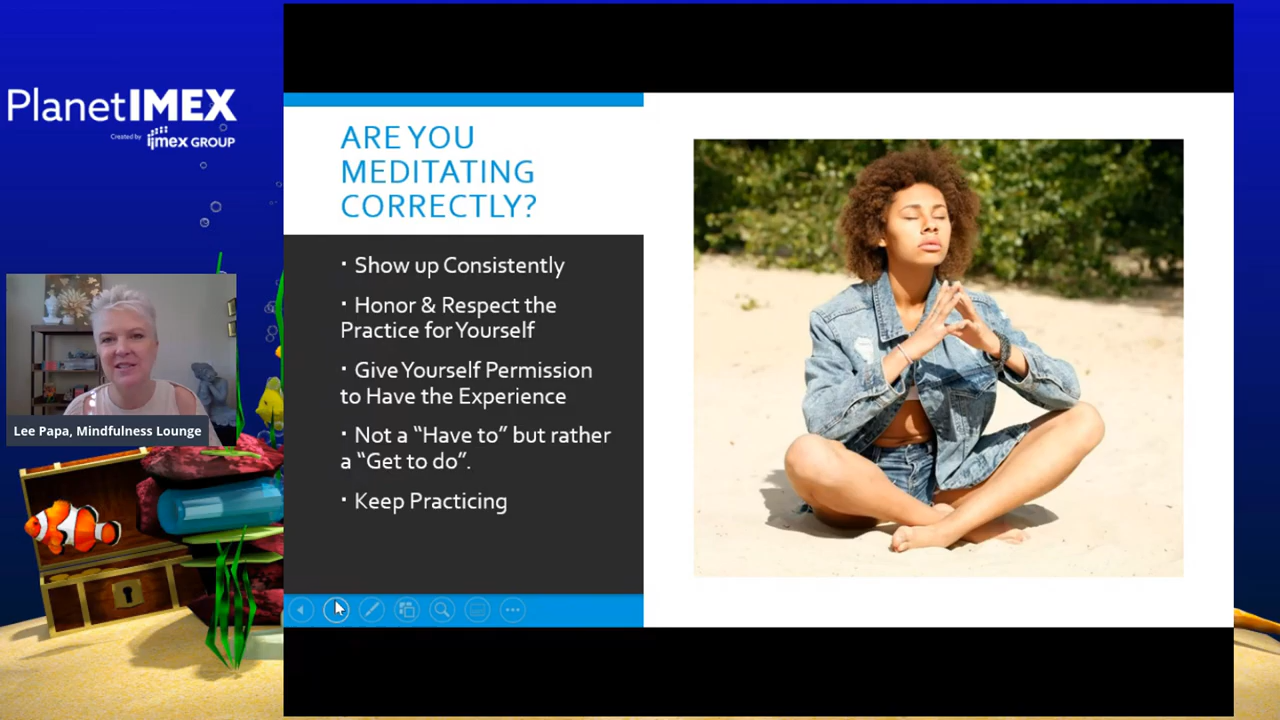 PlanetIMEX
Created by imex GROUP
Lee Papa, Mindfulness Lounge
ARE YOU
MEDITATING
CORRECTLY?
· Show up Consistently
· Honor & Respect the
Practice for Yourself
· Give Yourself Permission
to Have the Experience
· Not a “Have to” but rather
a “Get to do”.
· Keep Practicing